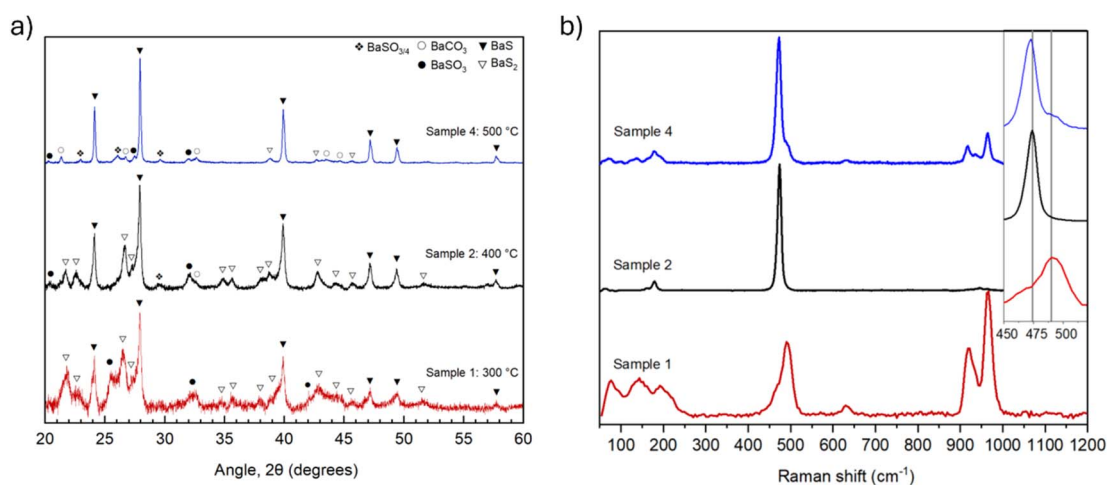 a)
❖ BaSO3/4 ○ BaCO3 ▼ BaS
● BaSO3 ▽ BaS2
Sample 4: 500 °C
Sample 2: 400 °C
Sample 1: 300 °C
20 25 30 35 40 45 50 55 60
Angle, 2θ (degrees)
b)
Sample 4
Sample 2
Sample 1
450 475 500
100 200 300 400 500 600 700 800 900 1000 1100 1200
Raman shift (cm-1)